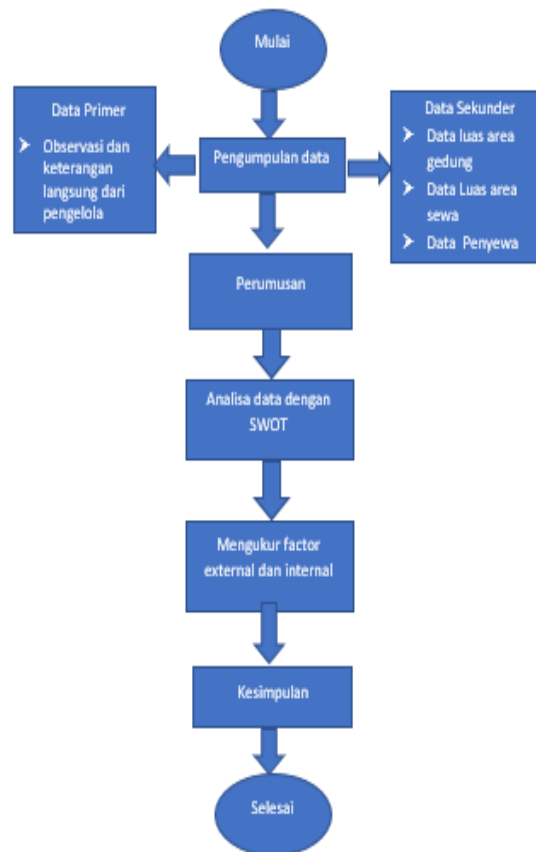 Mulai
Data Primer
Observasi dan
keterangan
langsung dari
pengelola
Pengumpulan data
Data Sekunder
Data luas area
gedung
Data Luas area
sewa
Data Penyewa
Perumusan
Analisa data dengan
SWOT
Mengukur factor
external dan internal
Kesimpulan
Selesai